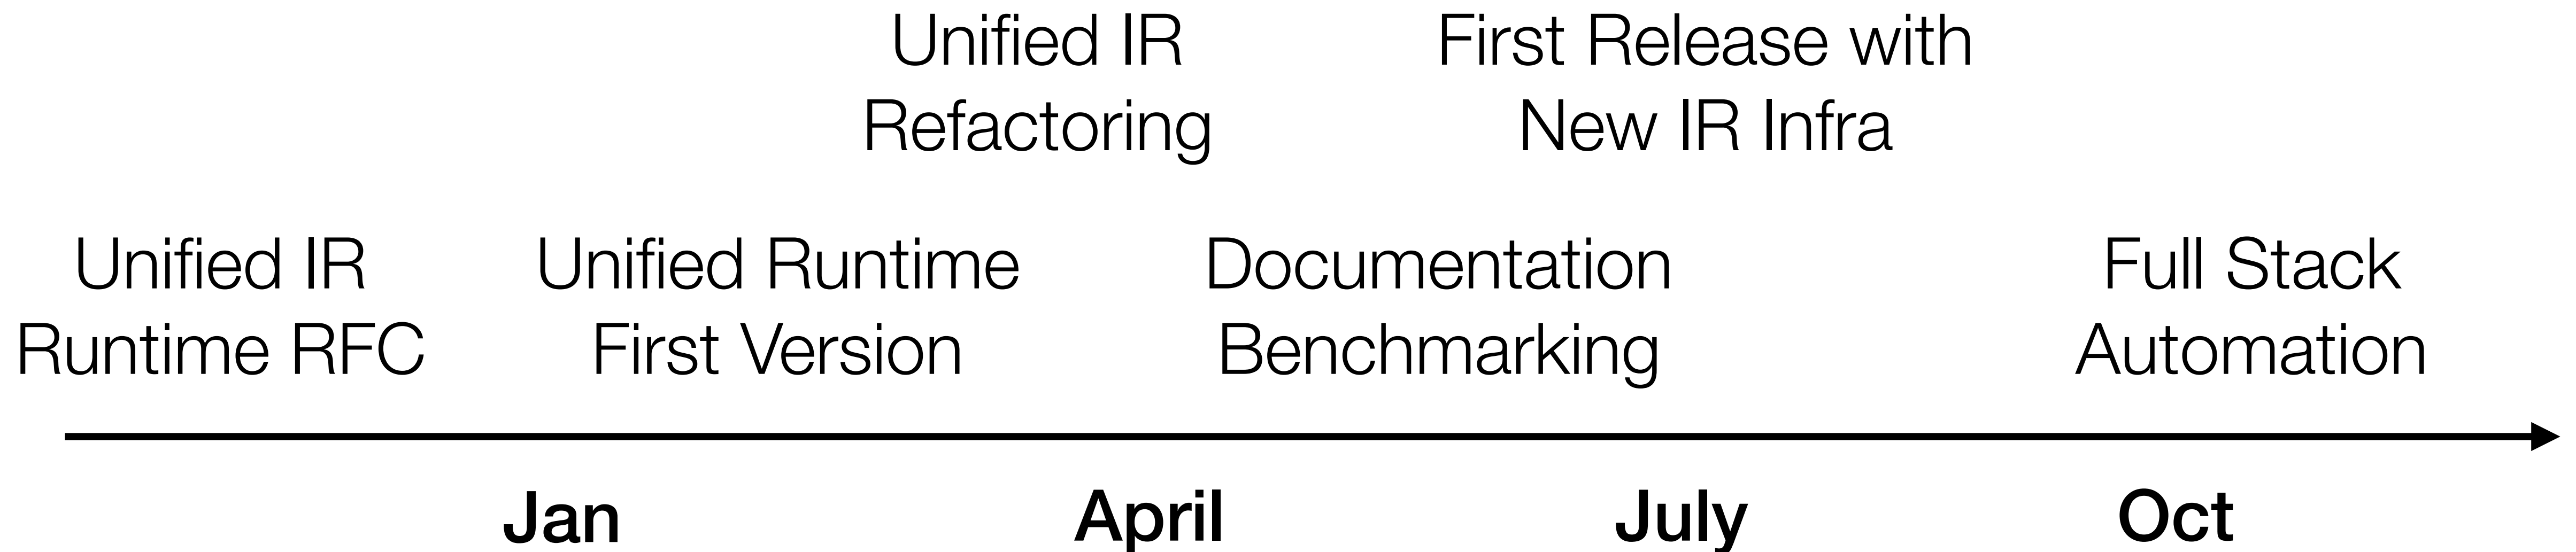 Unified IR
Refactoring
First Release with
New IR Infra
Unified IR
Runtime RFC
Unified Runtime
First Version
Documentation
Benchmarking
Full Stack
Automation
Jan
April
July
Oct